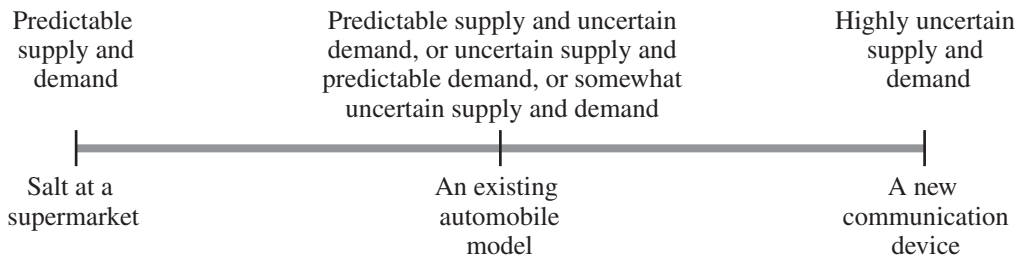 Predictable
supply and
demand
Predictable supply and uncertain
demand, or uncertain supply and
predictable demand, or somewhat
uncertain supply and demand
Highly uncertain
supply and
demand
Salt at a
supermarket
An existing
automobile
model
A new
communication
device